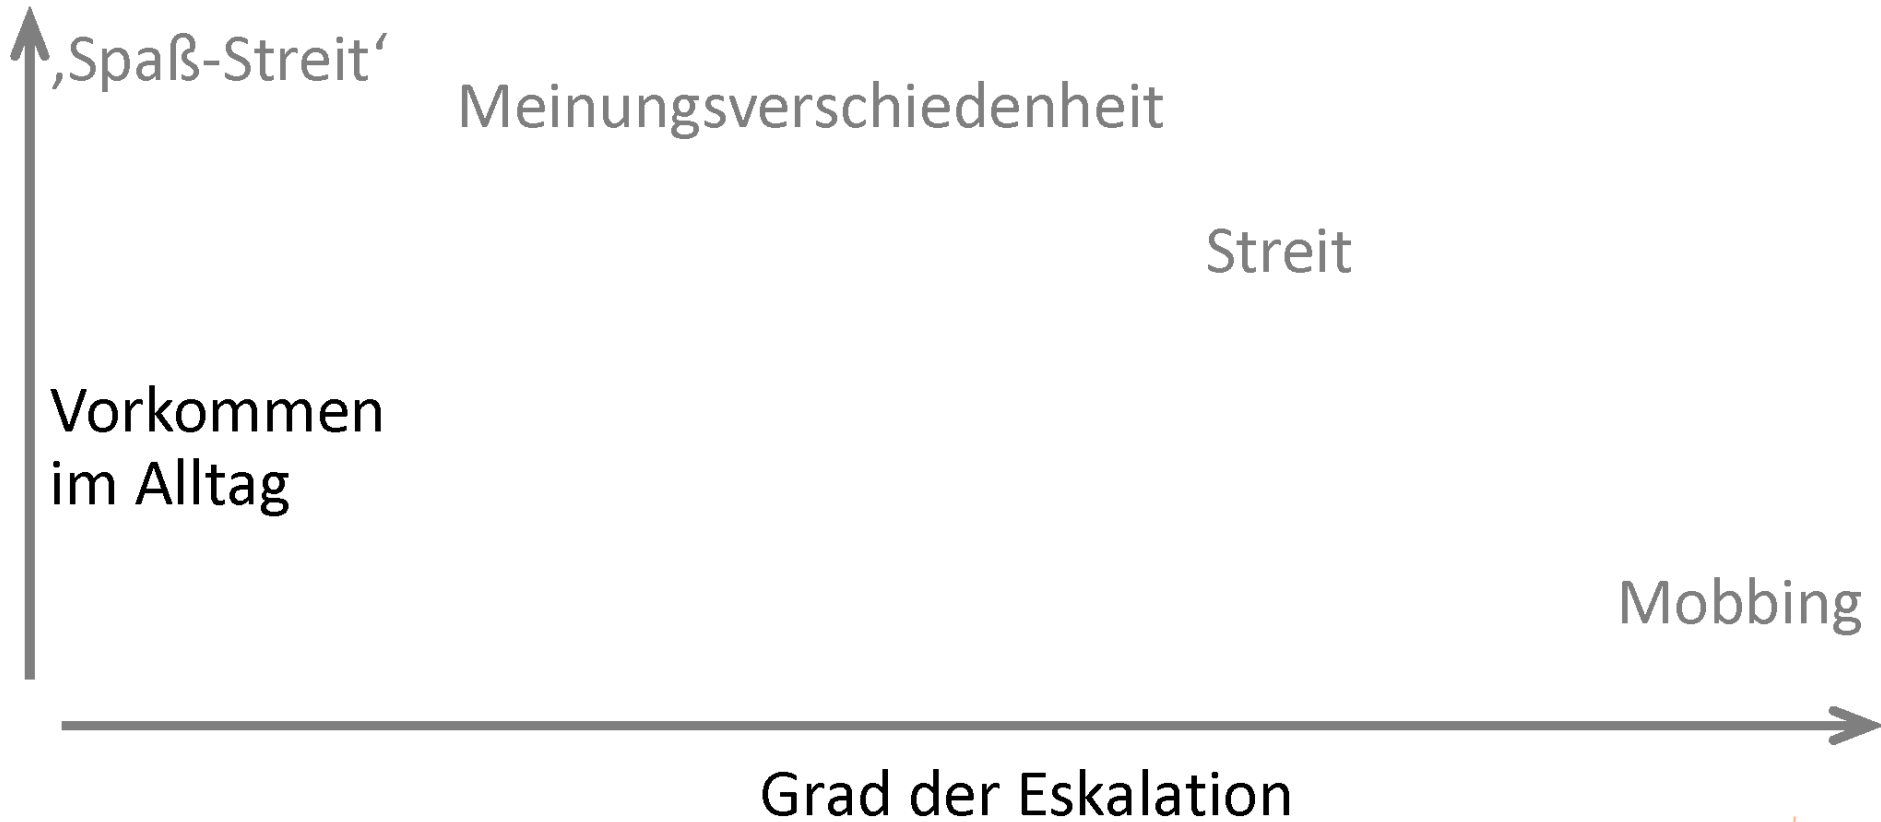 ‚Spaß-Streit‘
Meinungsverschiedenheit
Streit
Vorkommen
im Alltag
Mobbing
Grad der Eskalation